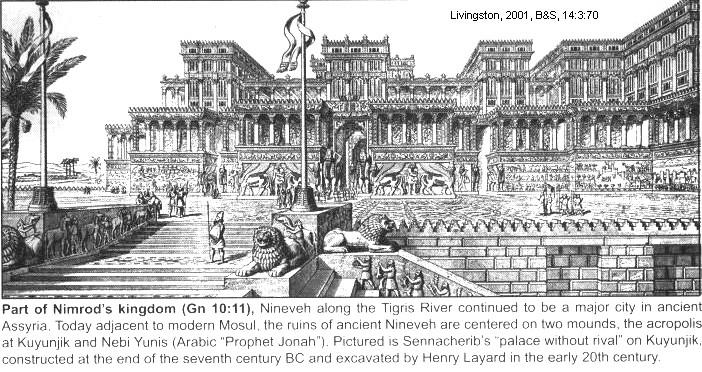 Livingston, 2001, B&S, 14:3:70
Part of Nimrod's kingdom (Gn 10:11), Nineveh along the Tigris River continued to be a major city in ancient
Assyria. Today adjacent to modern Mosul, the ruins of ancient Nineveh are centered on two mounds, the acropolis
at Kuyunjik and Nebi Yunis (Arabic "Prophet Jonah"). Pictured is Sennacherib's "palace without rival" on Kuyunjik,
constructed at the end of the seventh century BC and excavated by Henry Layard in the early 20th century.